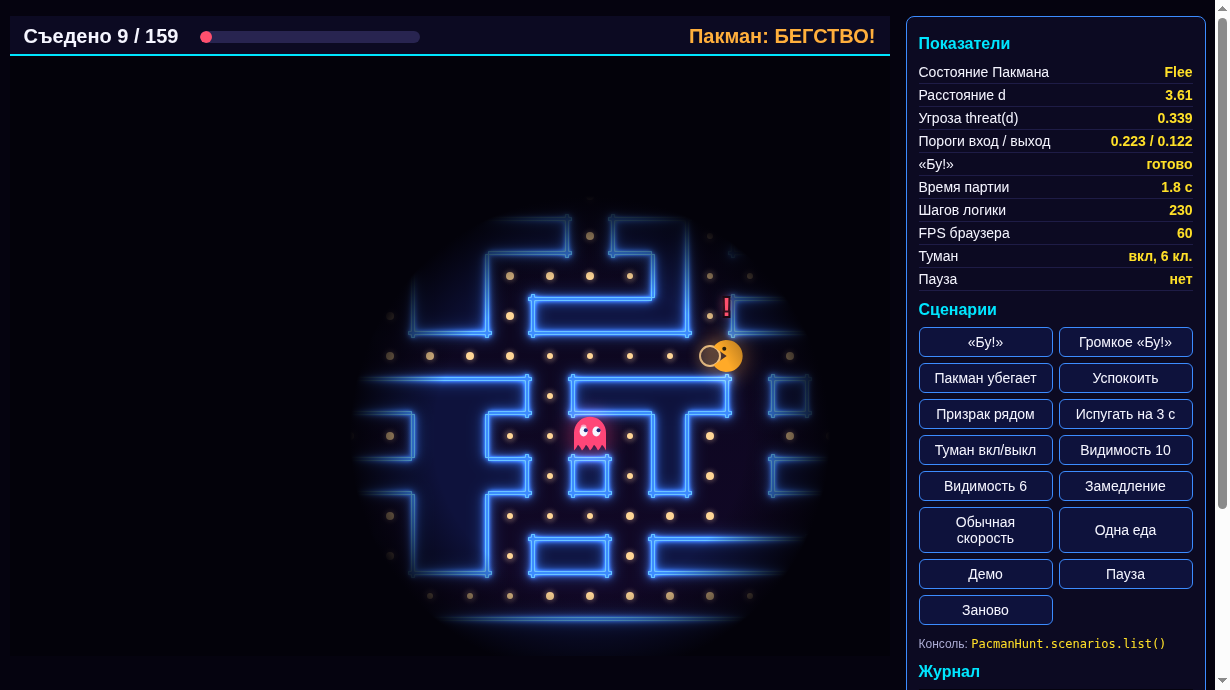 Съедено 9 / 159
Пакман: БЕГСТВО!
!
Показатели
Состояние Пакмана Flee
Расстояние d 3.61
Угроза threat(d) 0.339
Пороги вход / выход 0.223 / 0.122
«Бу!» готово
Время партии 1.8 с
Шагов логики 230
FPS браузера 60
Туман вкл, 6 кл.
Пауза нет
Сценарии
«Бу!» Громкое «Бу!»
Пакман убегает Успокоить
Призрак рядом Испугать на 3 с
Туман вкл/выкл Видимость 10
Видимость 6 Замедление
Обычная скорость Одна еда
Демо Пауза
Заново
Консоль: PacmanHunt.scenarios.list()
Журнал